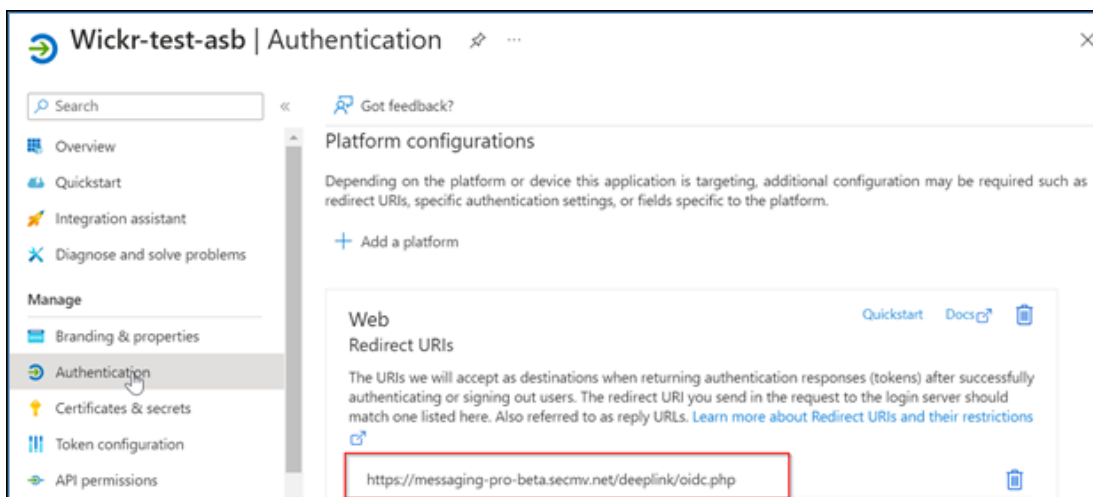 Wickr-test-asb | Authentication
Search
Got feedback?
Overview
Quickstart
Integration assistant
Diagnose and solve problems
Manage
Branding & properties
Authentication
Certificates & secrets
Token configuration
API permissions
Platform configurations
Depending on the platform or device this application is targeting, additional configuration may be required such as
redirect URIs, specific authentication settings, or fields specific to the platform.
Add a platform
Web
Quickstart
Docs
Redirect URIs
The URIs we will accept as destinations when returning authentication responses (tokens) after successfully
authenticating or signing out users. The redirect URI you send in the request to the login server should
match one listed here. Also referred to as reply URLs. Learn more about Redirect URIs and their restrictions
https://messaging-pro-beta.secmv.net/deeplink/oidc.php